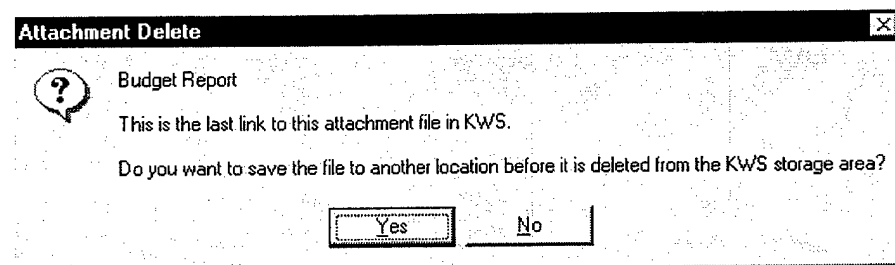 Attachment Delete
Budget Report
This is the last link to this attachment file in KWS.
Do you want to save the file to another location before it is deleted from the KWS storage area?
Yes No